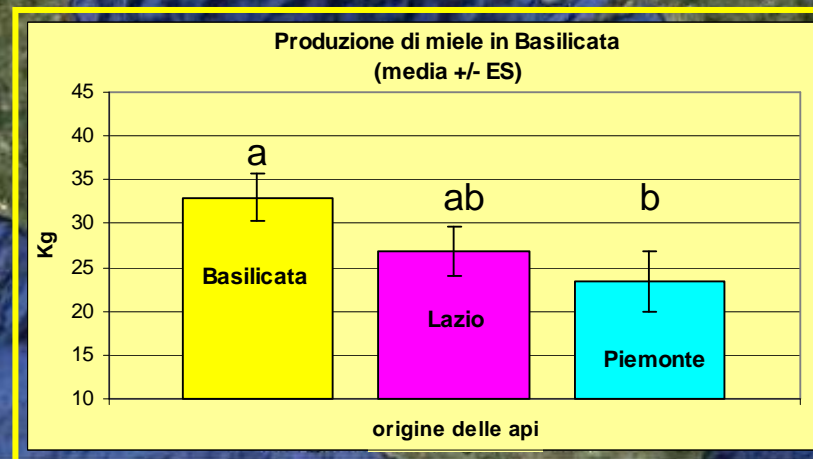 Produzione di miele in Basilicata
(media +/- ES)
45
40
35
30
25
20
15
10
Kg
a
ab
b
Basilicata
Lazio
Piemonte
origine delle api